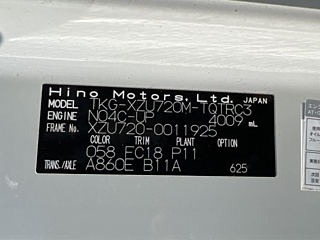 Hino Motors, Ltd. JAPAN
MODEL TKG-XZU720M-TQTRC3
ENGINE N04C-UP 4009 mL
FRAME No. XZU720-0011925
COLOR TRIM PLANT OPTION
058 FC18 P11
TRANS./AXLE A860E B11A 625